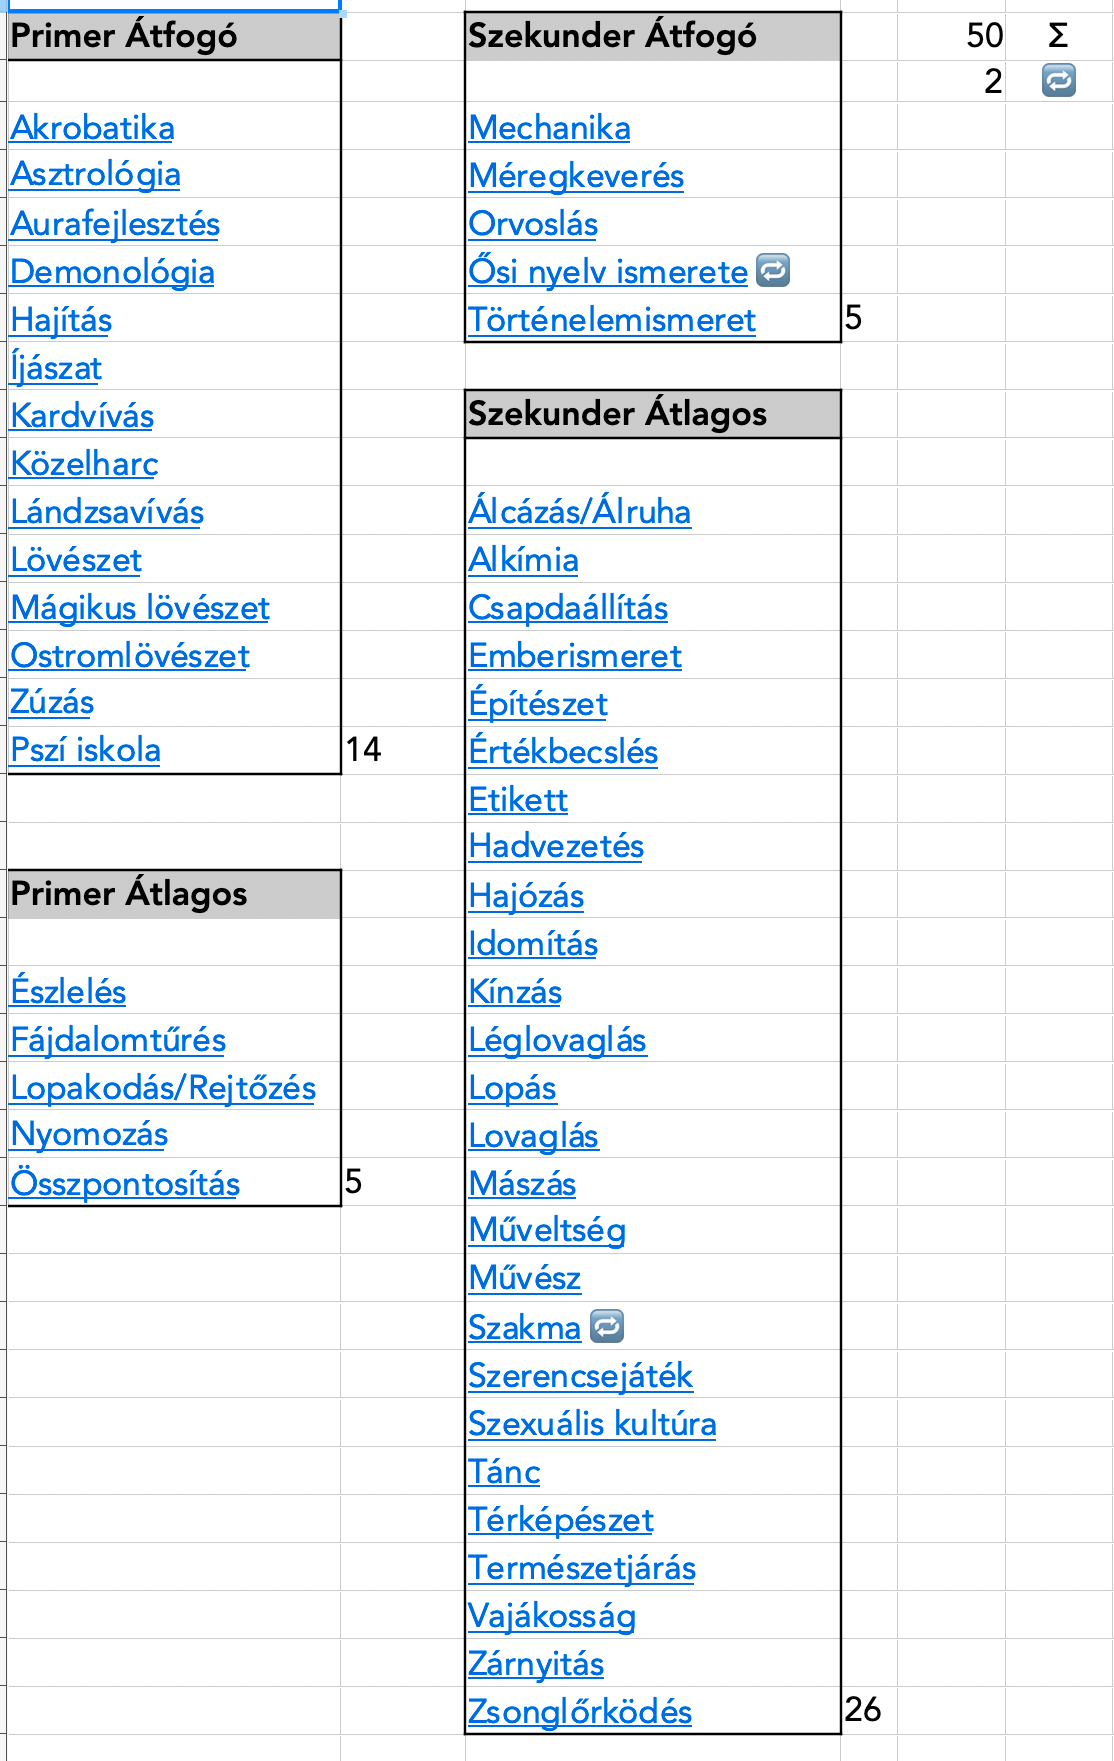 Primer Átfogó
Akrobatika
Asztrológia
Aurafejlesztés
Demonológia
Hajítás
Íjászat
Kardvívás
Közelharc
Lándzsavívás
Lövészet
Mágikus lövészet
Ostromlövészet
Zúzás
Pszí iskola 14
Primer Átlagos
Észlelés
Fájdalomtűrés
Lopakodás/Rejtőzés
Nyomozás
Összpontosítás 5
Szekunder Átfogó
Mechanika
Méregkeverés
Orvoslás
Ősi nyelv ismerete 🔁
Történelemismeret 5
Szekunder Átlagos
Álcázás/Álruha
Alkímia
Csapdaállítás
Emberismeret
Építészet
Értékbecslés
Etikett
Hadvezetés
Hajózás
Idomítás
Kínzás
Léglovaglás
Lopás
Lovaglás
Mászás
Műveltség
Művész
Szakma 🔁
Szerencsejáték
Szexuális kultúra
Tánc
Térképészet
Természetjárás
Vajákosság
Zárnyitás
Zsonglőrködés 26
50 Σ
2 🔁